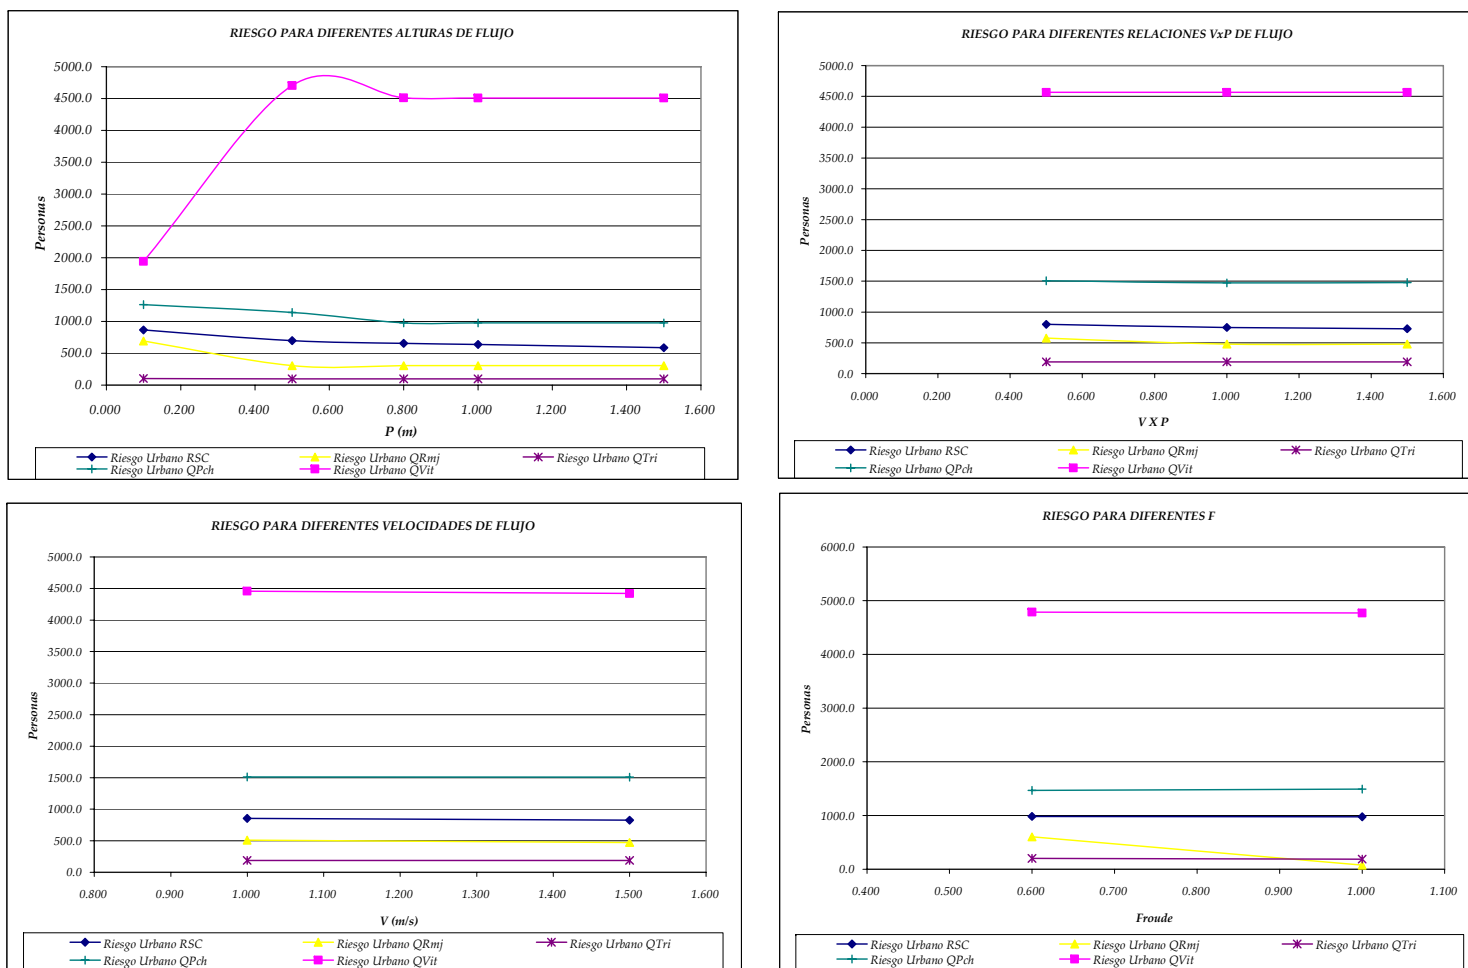 RIESGO PARA DIFERENTES ALTURAS DE FLUJO
5000.0
4500.0
4000.0
3500.0
3000.0
2500.0
2000.0
1500.0
1000.0
500.0
0.0
Personas
0.000 0.200 0.400 0.600 0.800 1.000 1.200 1.400 1.600
P (m)
Riesgo Urbano RSC Riesgo Urbano QRmj Riesgo Urbano QTri
Riesgo Urbano QPch Riesgo Urbano QVit
RIESGO PARA DIFERENTES RELACIONES VxP DE FLUJO
5000.0
4500.0
4000.0
3500.0
3000.0
2500.0
2000.0
1500.0
1000.0
500.0
0.0
Personas
0.000 0.200 0.400 0.600 0.800 1.000 1.200 1.400 1.600
V X P
Riesgo Urbano RSC Riesgo Urbano QRmj Riesgo Urbano QTri
Riesgo Urbano QPch Riesgo Urbano QVit
RIESGO PARA DIFERENTES VELOCIDADES DE FLUJO
5000.0
4500.0
4000.0
3500.0
3000.0
2500.0
2000.0
1500.0
1000.0
500.0
0.0
Personas
0.800 0.900 1.000 1.100 1.200 1.300 1.400 1.500 1.600
V (m/s)
Riesgo Urbano RSC Riesgo Urbano QRmj Riesgo Urbano QTri
Riesgo Urbano QPch Riesgo Urbano QVit
RIESGO PARA DIFERENTES F
6000.0
5000.0
4000.0
3000.0
2000.0
1000.0
0.0
Personas
0.400 0.500 0.600 0.700 0.800 0.900 1.000 1.100
Froude
Riesgo Urbano RSC Riesgo Urbano QRmj Riesgo Urbano QTri
Riesgo Urbano QPch Riesgo Urbano QVit